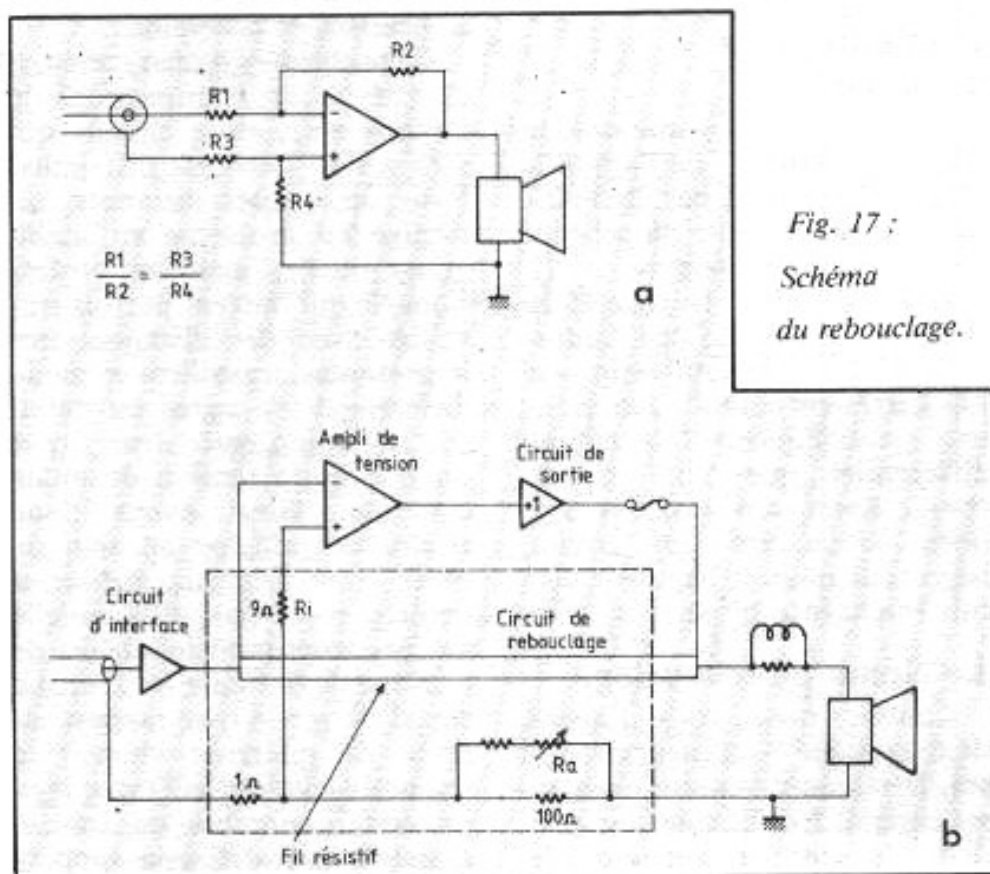 R2
R1
R3
R4
R1/R2 = R3/R4
a
Fig. 17 :
Schéma
du rebouclage.
Ampli de
tension
Circuit de
sortie
-
+
+1
Circuit
d'interface
9Ω
Ri
Circuit de
rebouclage
Ra
1Ω
100Ω
Fil résistif
b